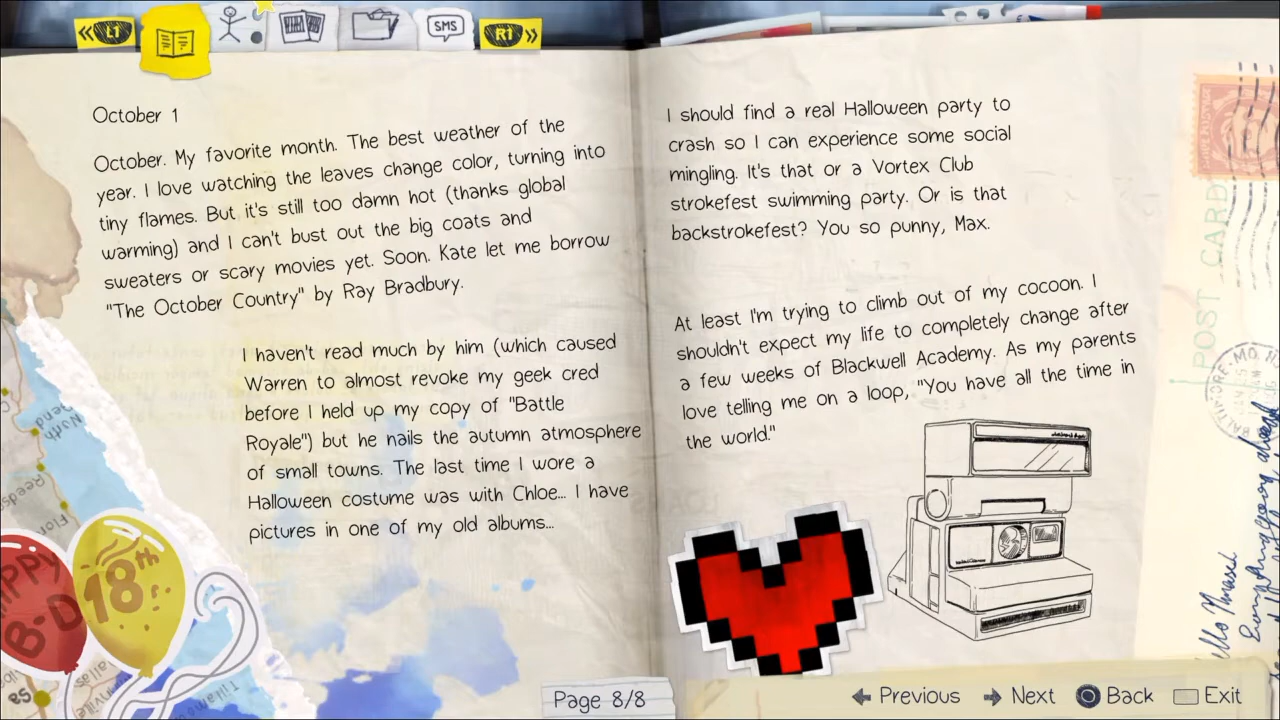 L1
SMS
R1
October 1
October. My favorite month. The best weather of the
year. I love watching the leaves change color, turning into
tiny flames. But it's still too damn hot (thanks global
warming) and I can't bust out the big coats and
sweaters or scary movies yet. Soon. Kate let me borrow
"The October Country" by Ray Bradbury.
I haven't read much by him (which caused
Warren to almost revoke my geek cred
before I held up my copy of "Battle
Royale") but he nails the autumn atmosphere
of small towns. The last time I wore a
Halloween costume was with Chloe... I have
pictures in one of my old albums...
I should find a real Halloween party to
crash so I can experience some social
mingling. It's that or a Vortex Club
strokefest swimming party. Or is that
backstrokefest? You so punny, Max.
At least I'm trying to climb out of my cocoon. I
shouldn't expect my life to completely change after
a few weeks of Blackwell Academy. As my parents
love telling me on a loop, "You have all the time in
the world."
North
Bend
18th
B-D
POST CARD
Page 8/8
Previous
Next
Back
Exit